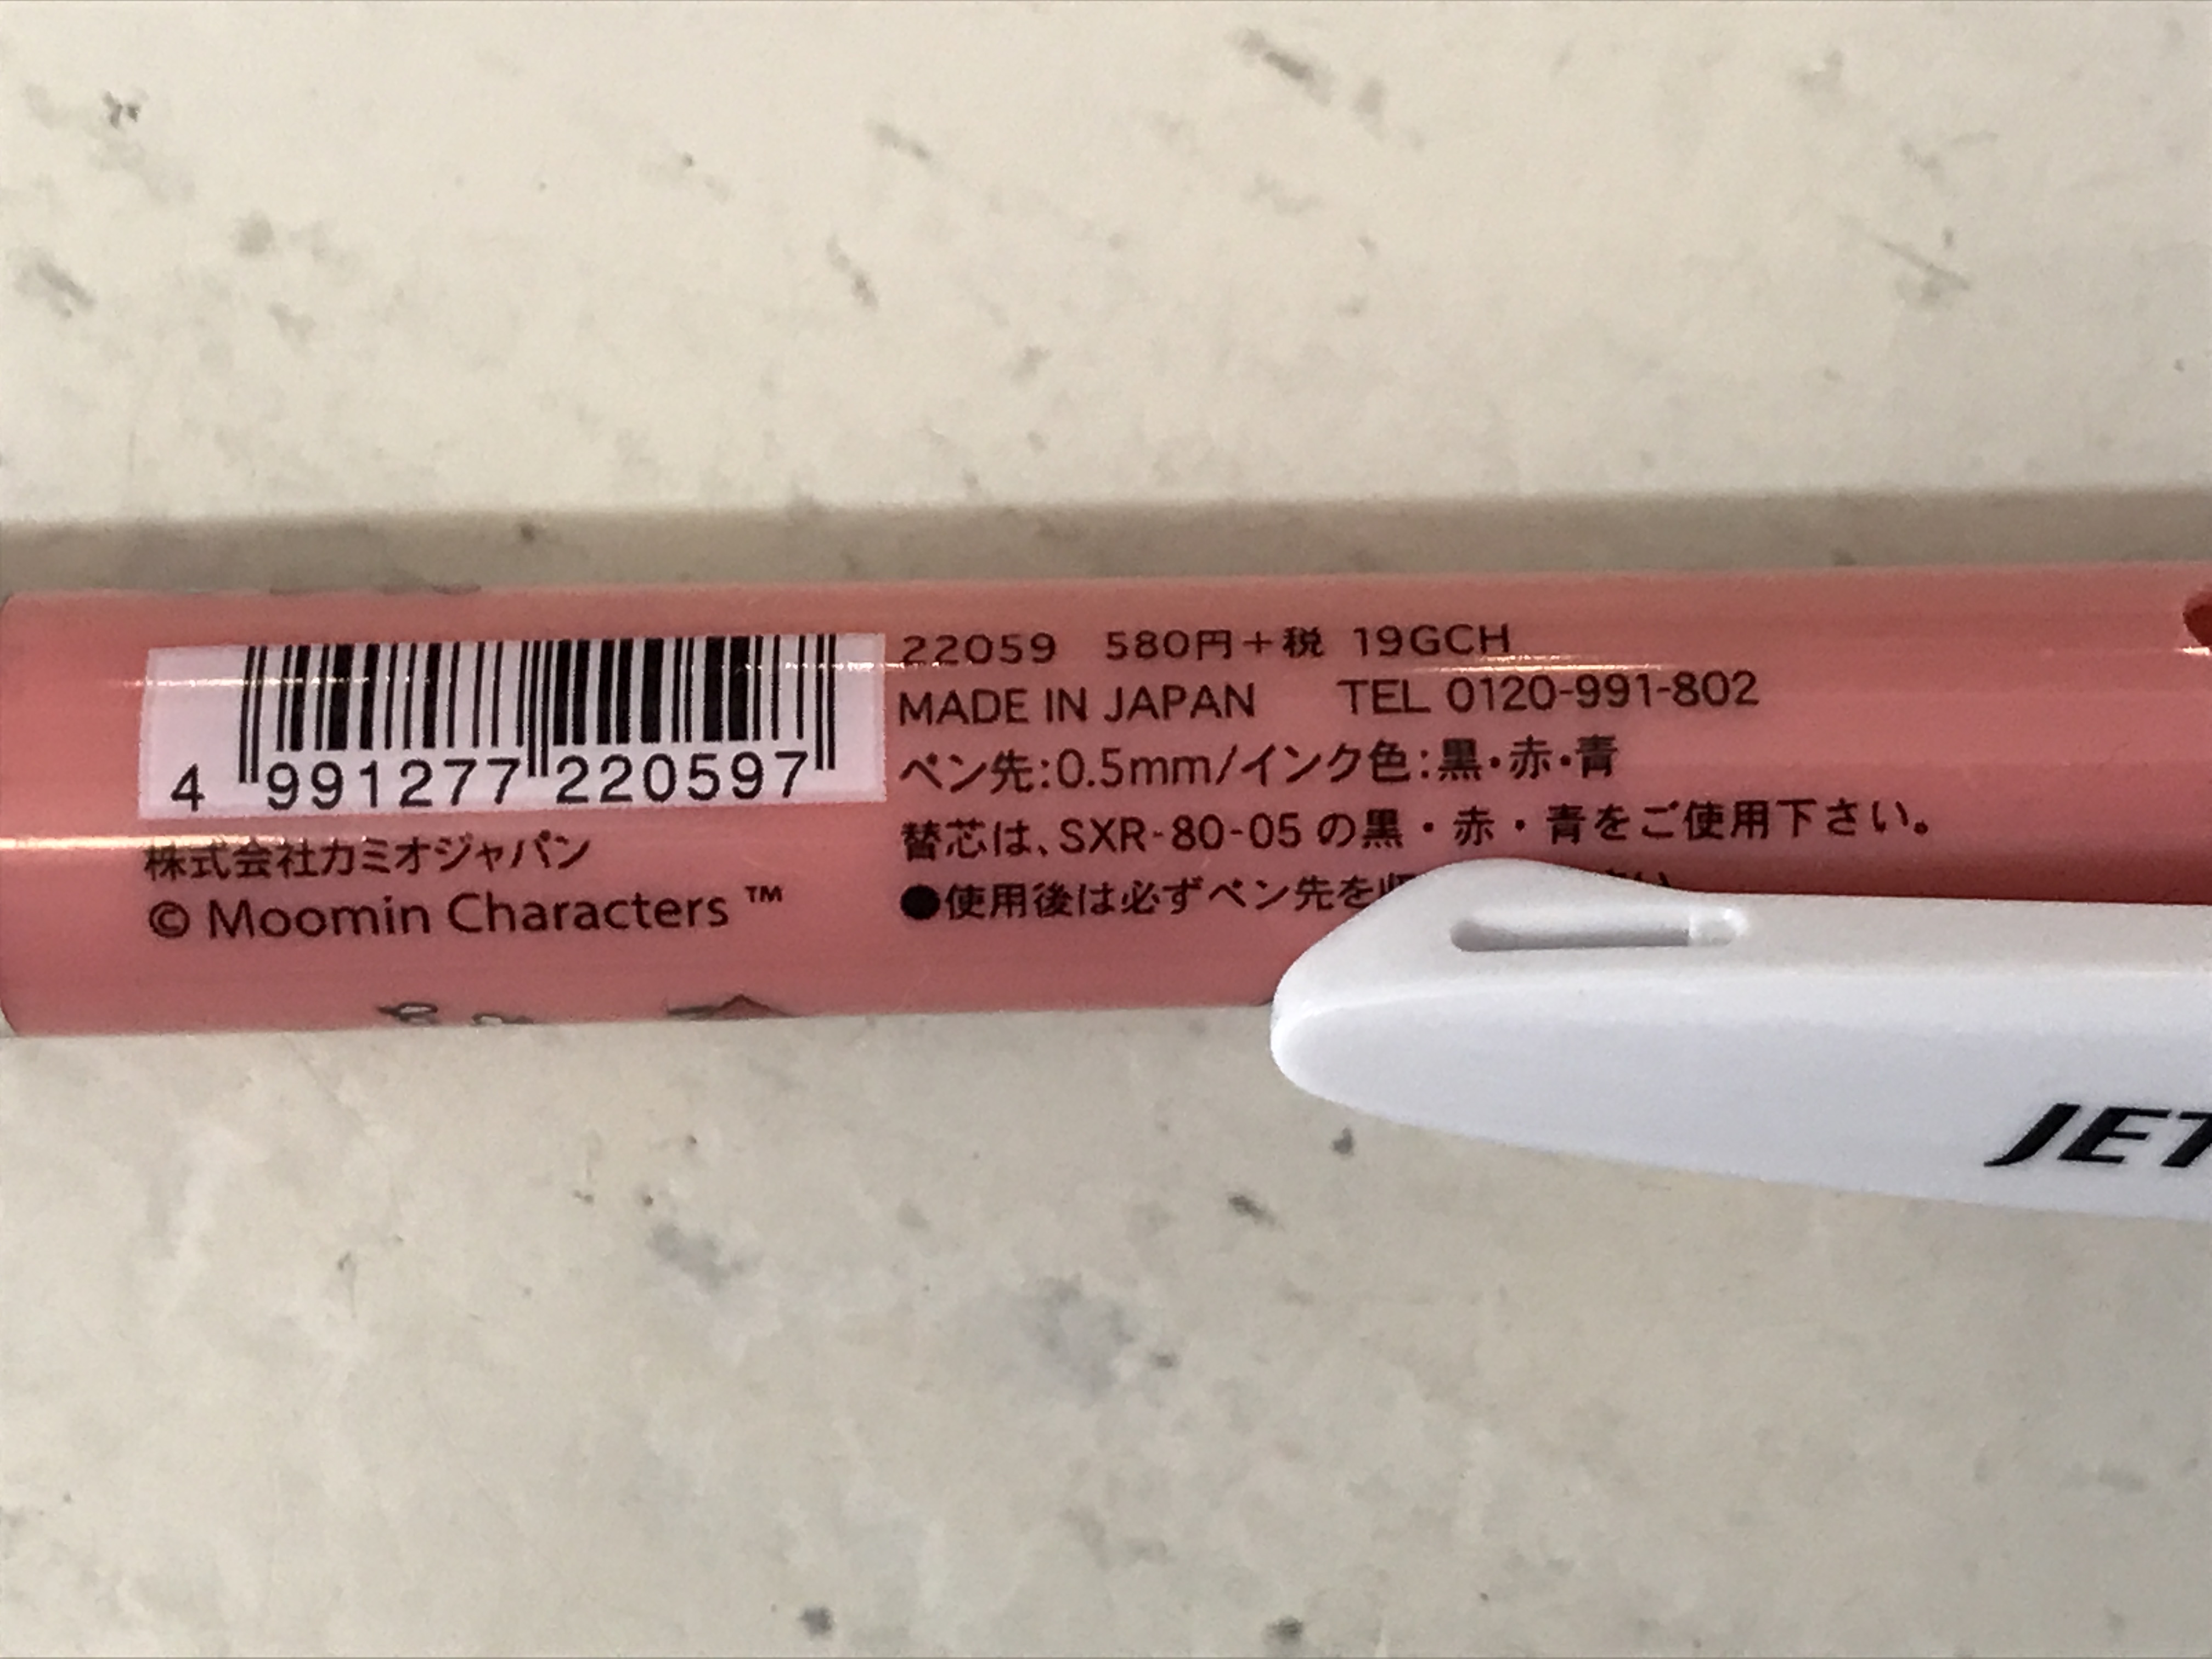 4 991277 220597
株式会社カミオジャパン
© Moomin Characters ™
22059 580円+税 19GCH
MADE IN JAPAN TEL 0120-991-802
ペン先:0.5mm/インク色:黒・赤・青
替芯は、SXR-80-05 の黒・赤・青をご使用下さい。
●使用後は必ずペン先を
JET